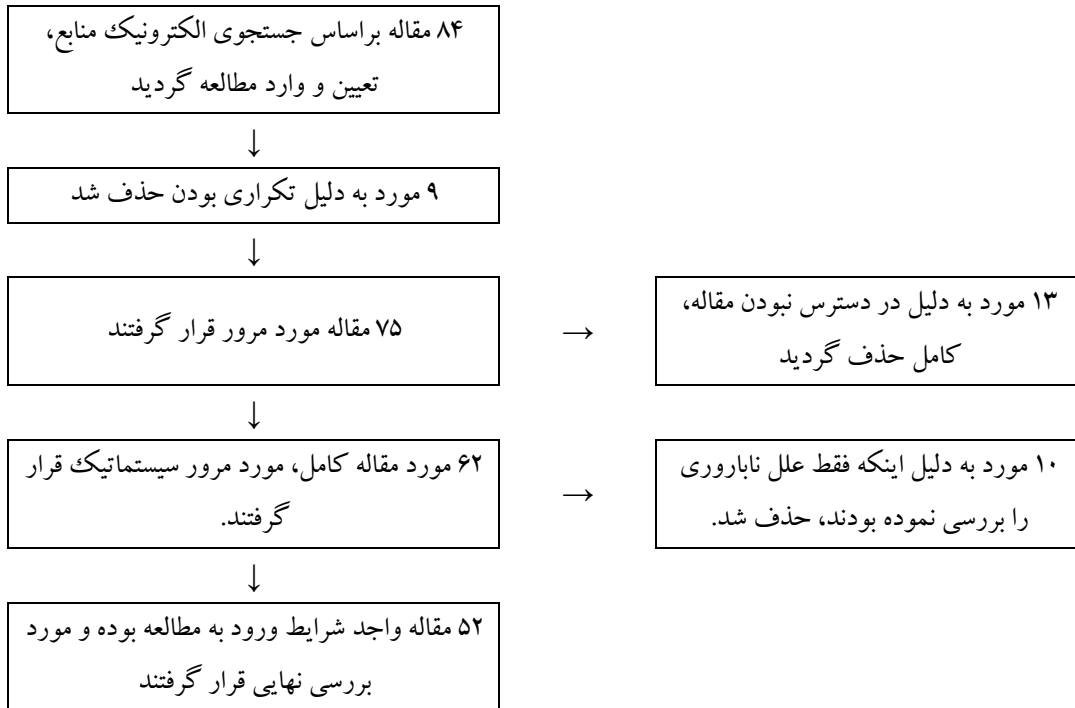 ۸۴ مقاله براساس جستجوی الکترونیک منابع،
تعیین و وارد مطالعه گردید
↓
۹ مورد به دلیل تکراری بودن حذف شد
↓
۷۵ مقاله مورد مرور قرار گرفتند
→
۱۳ مورد به دلیل در دسترس نبودن مقاله،
کامل حذف گردید
↓
۶۲ مورد مقاله کامل، مورد مرور سیستماتیک قرار
گرفتند.
→
۱۰ مورد به دلیل اینکه فقط علل ناباروری
را بررسی نموده بودند، حذف شد.
↓
۵۲ مقاله واجد شرایط ورود به مطالعه بوده و مورد
بررسی نهایی قرار گرفتند